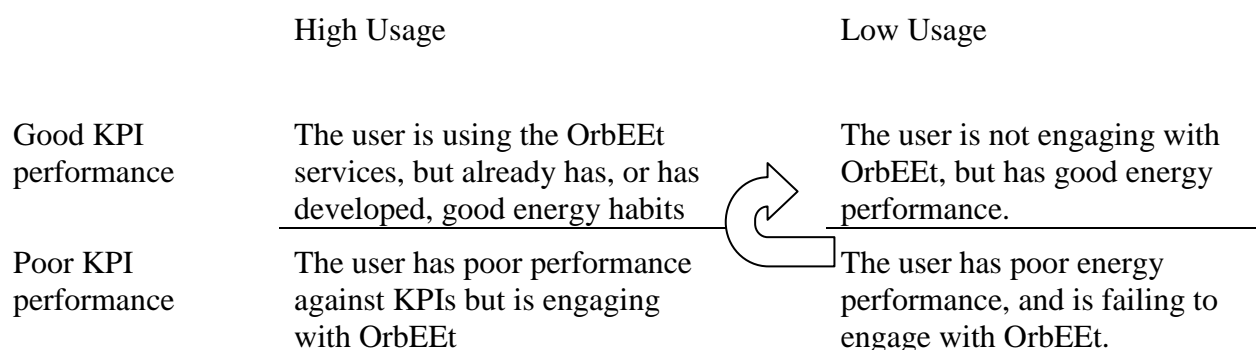 High Usage
Low Usage
Good KPI
performance
The user is using the OrbEEt
services, but already has, or has
developed, good energy habits
The user is not engaging with
OrbEEt, but has good energy
performance.
Poor KPI
performance
The user has poor performance
against KPIs but is engaging
with OrbEEt
The user has poor energy
performance, and is failing to
engage with OrbEEt.